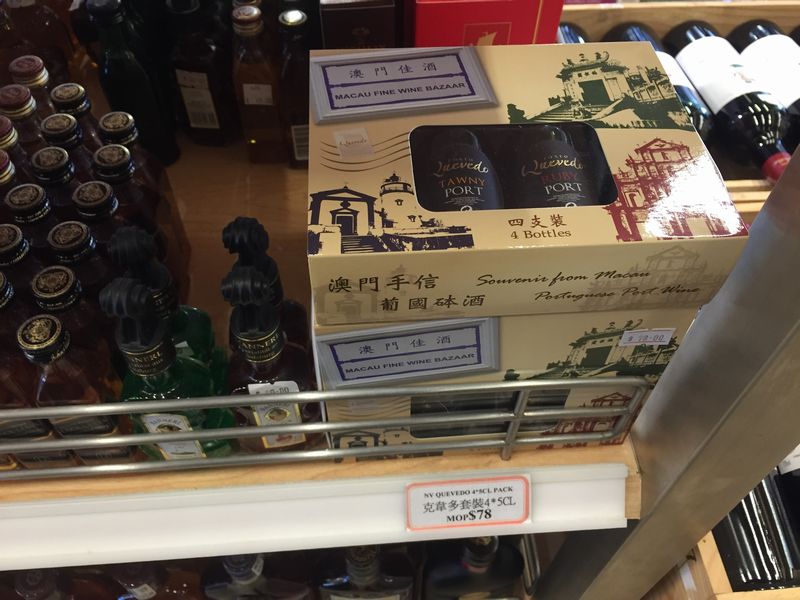 澳門佳酒
MACAU FINE WINE BAZAAR
Quevedo
TAWNY
PORT
Quevedo
RUBY
PORT
四支裝
4 Bottles
澳門手信
葡國砵酒
Souvenir from Macau
Portuguese Port Wine
澳門佳酒
MACAU FINE WINE BAZAAR
NV QUEVEDO 4*5CL PACK
克韋多套裝4*5CL
MOP$78